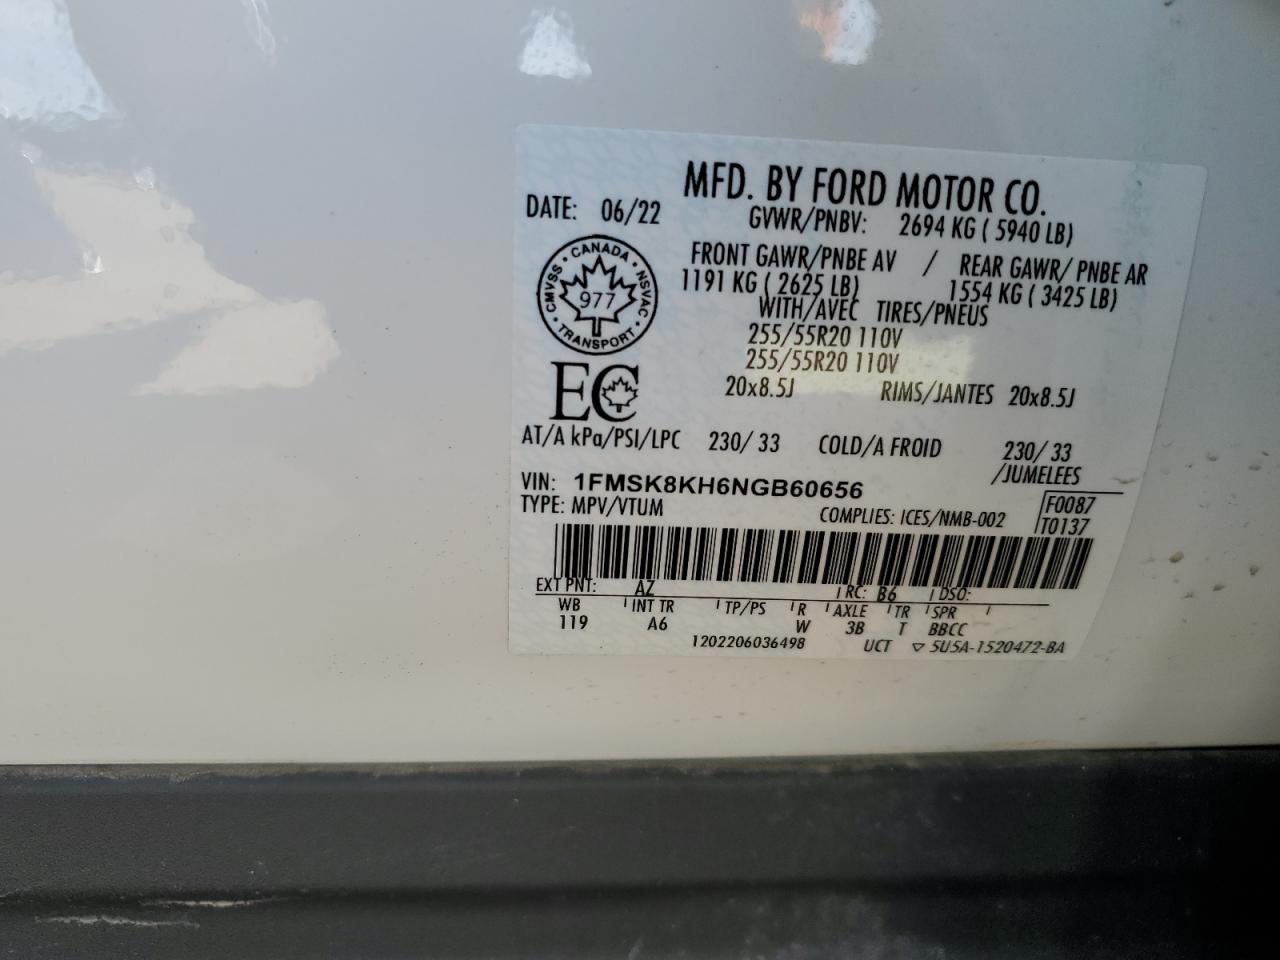 MFD. BY FORD MOTOR CO.
DATE: 06/22
GVWR/PNBV: 2694 KG ( 5940 LB)
FRONT GAWR/PNBE AV / REAR GAWR/ PNBE AR
1191 KG ( 2625 LB) 1554 KG ( 3425 LB)
WITH/AVEC TIRES/PNEUS
255/55R20 110V
255/55R20 110V
20x8.5J RIMS/JANTES 20x8.5J
CMVSS • CANADA • NSVAC • TRANSPORT •
977
EC
AT/A kPa/PSI/LPC 230/ 33 COLD/A FROID 230/ 33
/JUMELEES
VIN: 1FMSK8KH6NGB60656
TYPE: MPV/VTUM
COMPLIES: ICES/NMB-002
F0087
T0137
EXT PNT: AZ RC: B6 DSO:
WB INT TR TP/PS R AXLE TR SPR
119 A6 W 3B T BBCC
1202206036498 UCT ▽ 5U5A-1520472-BA